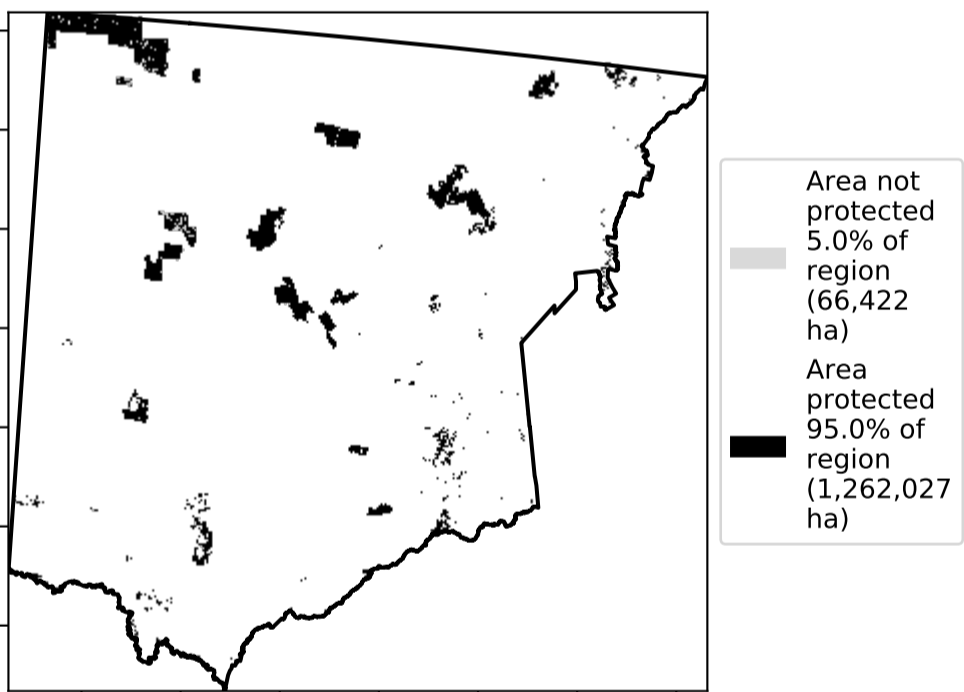 Area not
protected
5.0% of
region
(66,422
ha)
Area
protected
95.0% of
region
(1,262,027
ha)